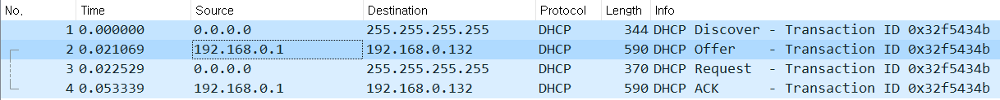 No. Time Source Destination Protocol Length Info
1 0.000000 0.0.0.0 255.255.255.255 DHCP 344 DHCP Discover - Transaction ID 0x32f5434b
2 0.021069 192.168.0.1 192.168.0.132 DHCP 590 DHCP Offer - Transaction ID 0x32f5434b
3 0.022529 0.0.0.0 255.255.255.255 DHCP 370 DHCP Request - Transaction ID 0x32f5434b
4 0.053339 192.168.0.1 192.168.0.132 DHCP 590 DHCP ACK - Transaction ID 0x32f5434b